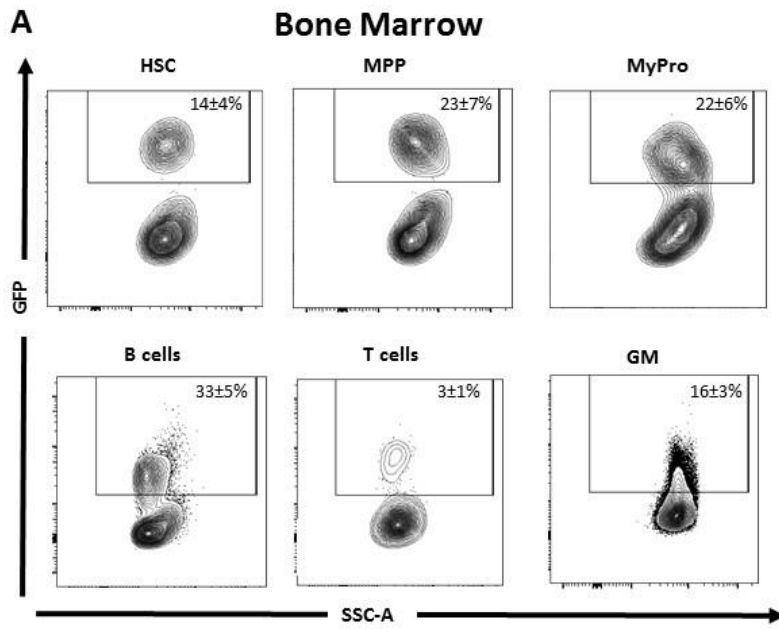 A
Bone Marrow
HSC
MPP
MyPro
14±4%
23±7%
22±6%
GFP
B cells
T cells
GM
33±5%
3±1%
16±3%
SSC-A